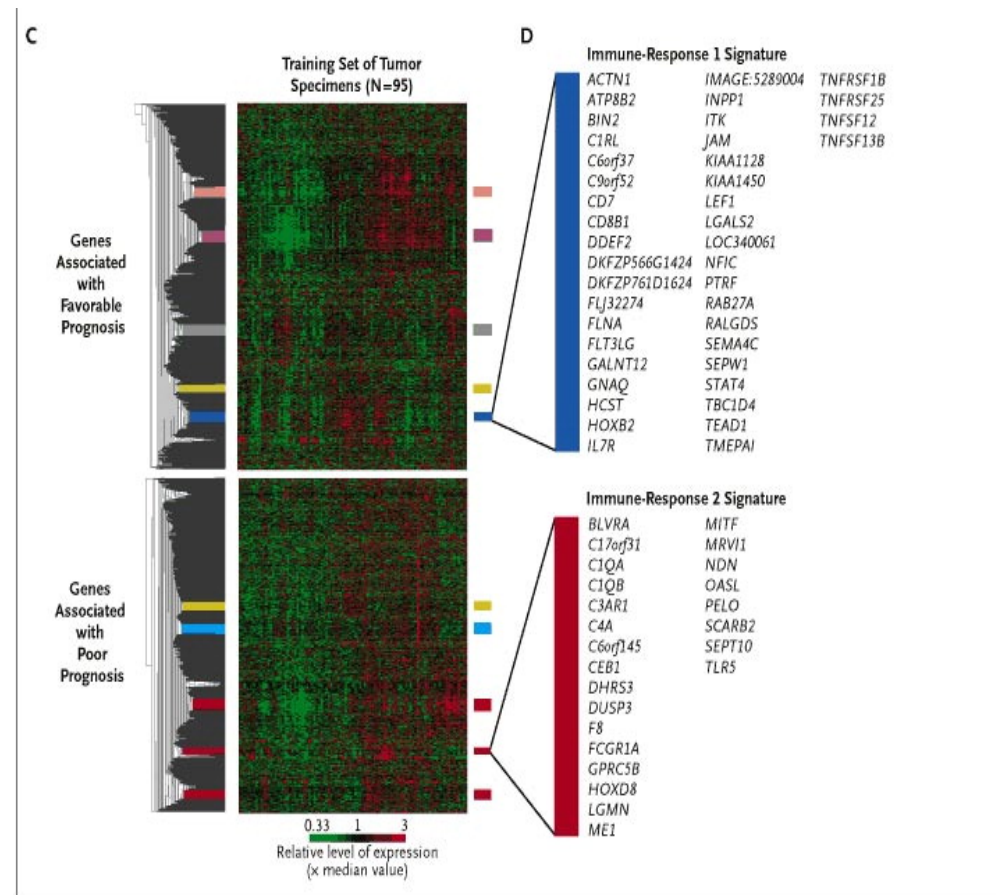 C
Training Set of Tumor
Specimens (N=95)
Genes
Associated
with
Favorable
Prognosis
Genes
Associated
with
Poor
Prognosis
0.33 1 3
Relative level of expression
(× median value)
D
Immune-Response 1 Signature
ACTN1 IMAGE:5289004 TNFRSF1B
ATP8B2 INPP1 TNFRSF25
BIN2 ITK TNFSF12
C1RL JAM TNFSF13B
C6orf37 KIAA1128
C9orf52 KIAA1450
CD7 LEF1
CD8B1 LGALS2
DDEF2 LOC340061
DKFZP566G1424 NFIC
DKFZP761D1624 PTRF
FLJ32274 RAB27A
FLNA RALGDS
FLT3LG SEMA4C
GALNT12 SEPW1
GNAQ STAT4
HCST TBC1D4
HOXB2 TEAD1
IL7R TMEPAI
Immune-Response 2 Signature
BLVRA MITF
C17orf31 MRVI1
C1QA NDN
C1QB OASL
C3AR1 PELO
C4A SCARB2
C6orf145 SEPT10
CEB1 TLR5
DHRS3
DUSP3
F8
FCGR1A
GPRC5B
HOXD8
LGMN
ME1